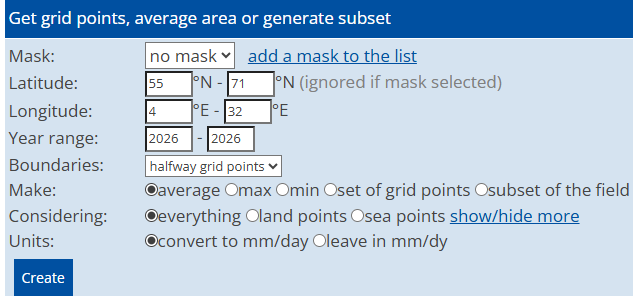 Get grid points, average area or generate subset
Mask: no mask add a mask to the list
Latitude: 55 °N - 71 °N (ignored if mask selected)
Longitude: 4 °E - 32 °E
Year range: 2026 - 2026
Boundaries: halfway grid points
Make: average max min set of grid points subset of the field
Considering: everything land points sea points show/hide more
Units: convert to mm/day leave in mm/dy
Create